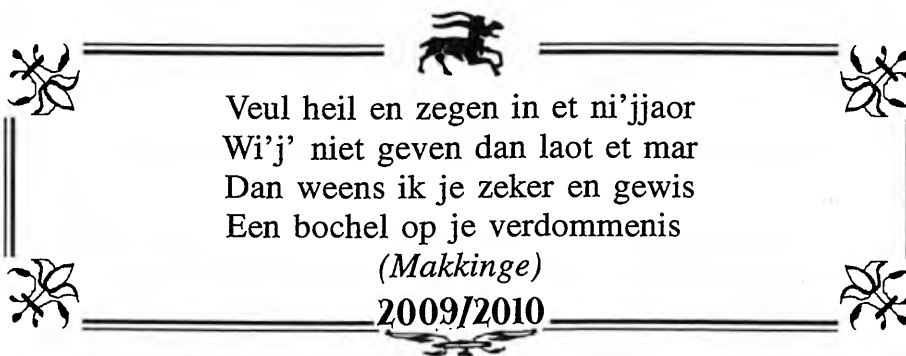 Veul heil en zegen in et ni’jjaor
Wi’j’ niet geven dan laot et mar
Dan weens ik je zeker en gewis
Een bochel op je verdommenis
(Makkinge)
2009/2010